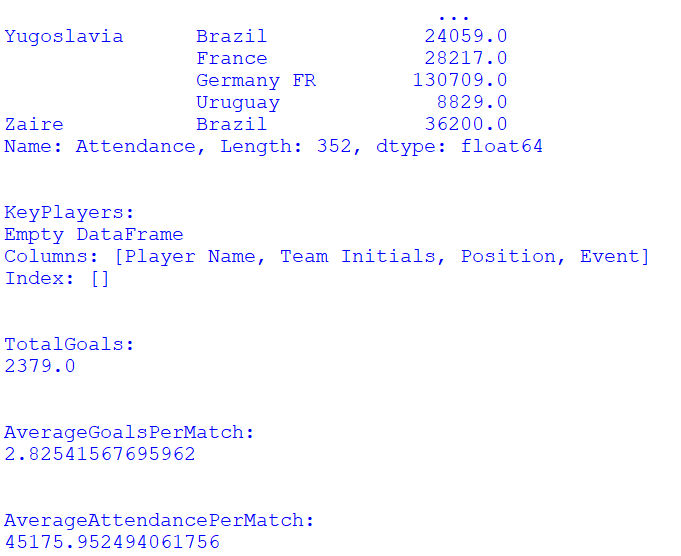 ...
Yugoslavia      Brazil             24059.0
                France             28217.0
                Germany FR        130709.0
                Uruguay             8829.0
Zaire           Brazil             36200.0
Name: Attendance, Length: 352, dtype: float64
KeyPlayers:
Empty DataFrame
Columns: [Player Name, Team Initials, Position, Event]
Index: []
TotalGoals:
2379.0
AverageGoalsPerMatch:
2.82541567695962
AverageAttendancePerMatch:
45175.952494061756